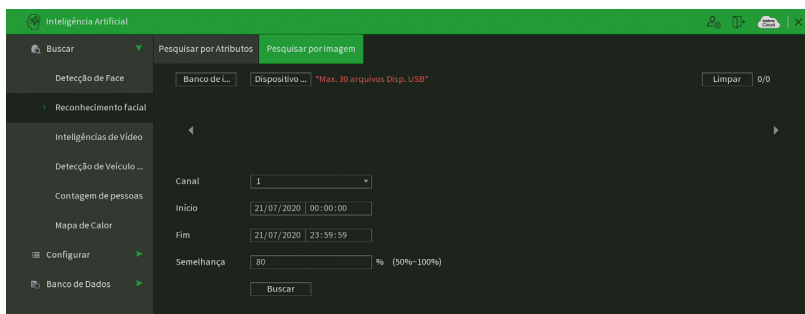 Inteligência Artificial
Cloud
Buscar
Detecção de Face
Reconhecimento facial
Inteligências de Vídeo
Detecção de Veículo ...
Contagem de pessoas
Mapa de Calor
Configurar
Banco de Dados
Pesquisar por Atributos
Pesquisar por imagem
Banco de i...
Dispositivo ...
"Max. 30 arquivos Disp. USB"
Limpar
0/0
Canal
1
Início
21/07/2020 00:00:00
Fim
21/07/2020 23:59:59
Semelhança
80
% (50%~100%)
Buscar